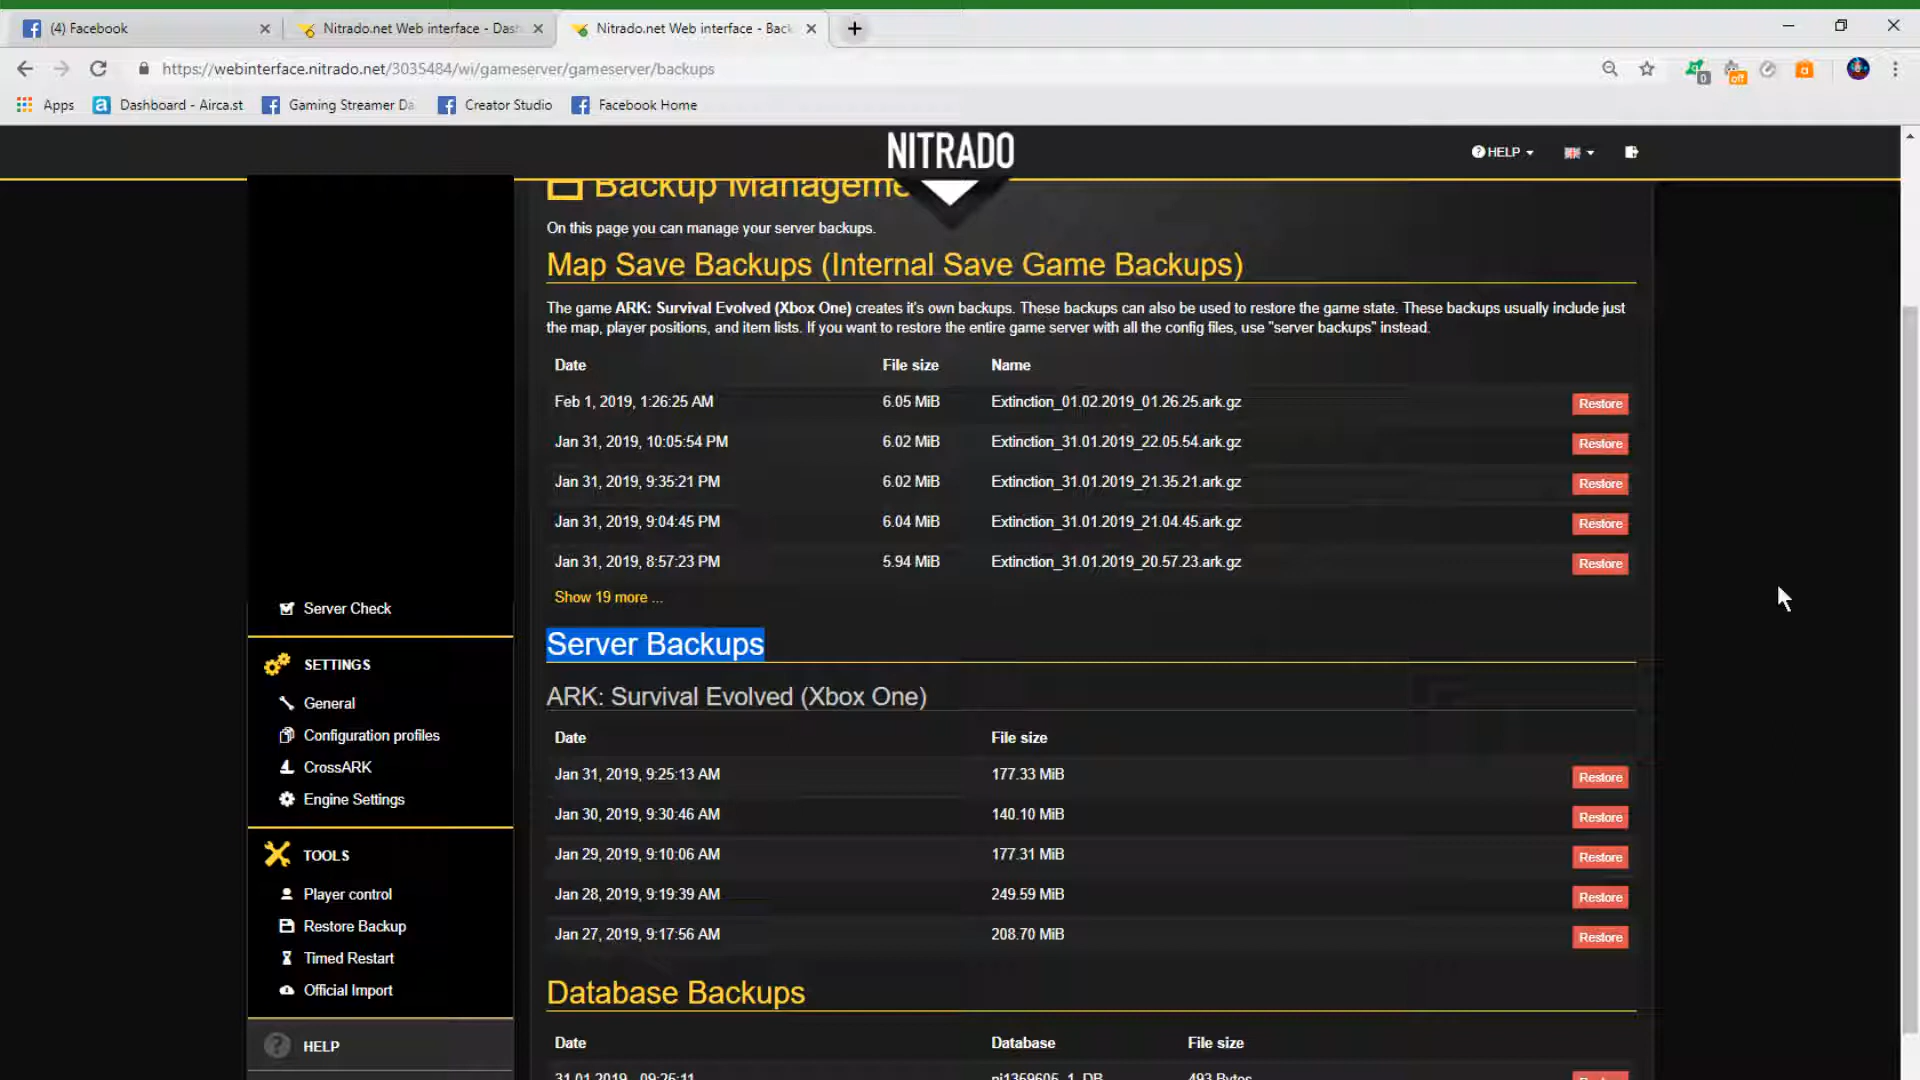 (4) Facebook
Nitrado.net Web interface - Dash
Nitrado.net Web interface - Back
https://webinterface.nitrado.net/3035484/wi/gameserver/gameserver/backups
0
off
Apps
Dashboard - Airca.st
Gaming Streamer Da
Creator Studio
Facebook Home
NITRADO
HELP
Backup Manageme
On this page you can manage your server backups.
Map Save Backups (Internal Save Game Backups)
The game ARK: Survival Evolved (Xbox One) creates it's own backups. These backups can also be used to restore the game state. These backups usually include just
the map, player positions, and item lists. If you want to restore the entire game server with all the config files, use "server backups" instead.
Date File size Name
Feb 1, 2019, 1:26:25 AM 6.05 MiB Extinction_01.02.2019_01.26.25.ark.gz Restore
Jan 31, 2019, 10:05:54 PM 6.02 MiB Extinction_31.01.2019_22.05.54.ark.gz Restore
Jan 31, 2019, 9:35:21 PM 6.02 MiB Extinction_31.01.2019_21.35.21.ark.gz Restore
Jan 31, 2019, 9:04:45 PM 6.04 MiB Extinction_31.01.2019_21.04.45.ark.gz Restore
Jan 31, 2019, 8:57:23 PM 5.94 MiB Extinction_31.01.2019_20.57.23.ark.gz Restore
Show 19 more ...
Server Backups
ARK: Survival Evolved (Xbox One)
Date File size
Jan 31, 2019, 9:25:13 AM 177.33 MiB Restore
Jan 30, 2019, 9:30:46 AM 140.10 MiB Restore
Jan 29, 2019, 9:10:06 AM 177.31 MiB Restore
Jan 28, 2019, 9:19:39 AM 249.59 MiB Restore
Jan 27, 2019, 9:17:56 AM 208.70 MiB Restore
Database Backups
Date Database File size
31.01.2019 - 09:25:11 ni1359605_1_DB 493 Bytes
Server Check
SETTINGS
General
Configuration profiles
CrossARK
Engine Settings
TOOLS
Player control
Restore Backup
Timed Restart
Official Import
HELP